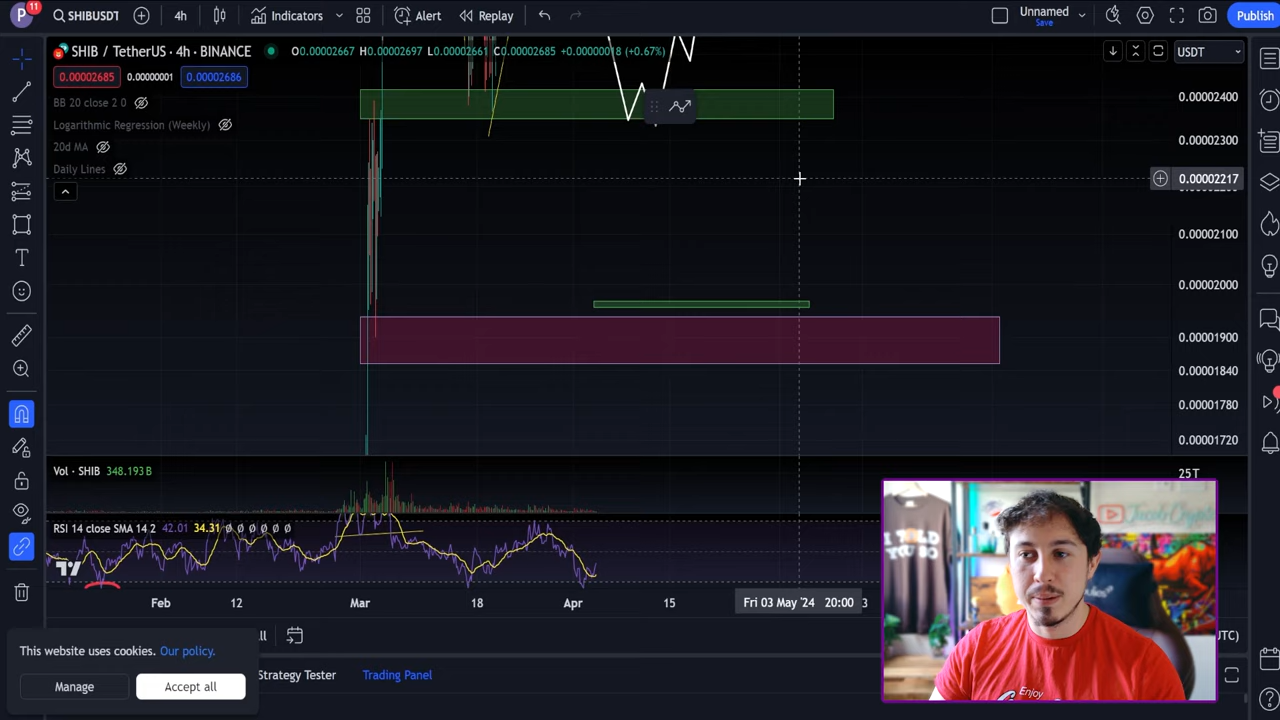 P 11 SHIBUSDT 4h Indicators Alert Replay Unnamed Save Publish
SHIB / TetherUS · 4h · BINANCE O0.00002667 H0.00002697 L0.00002661 C0.00002685 +0.00000018 (+0.67%) USDT
0.00002685 0.00000001 0.00002686
BB 20 close 2 0
Logarithmic Regression (Weekly)
20d MA
Daily Lines
0.00002400
0.00002300
0.00002217
0.00002100
0.00002000
0.00001900
0.00001840
0.00001780
0.00001720
Vol · SHIB 348.193B
25T
RSI 14 close SMA 14 2 42.01 34.31 Ø Ø Ø Ø Ø Ø
Feb 12 Mar 18 Apr 15 Fri 03 May '24 20:00 3
This website uses cookies. Our policy.
Manage Accept all
Strategy Tester Trading Panel
UTC)
Enjoy